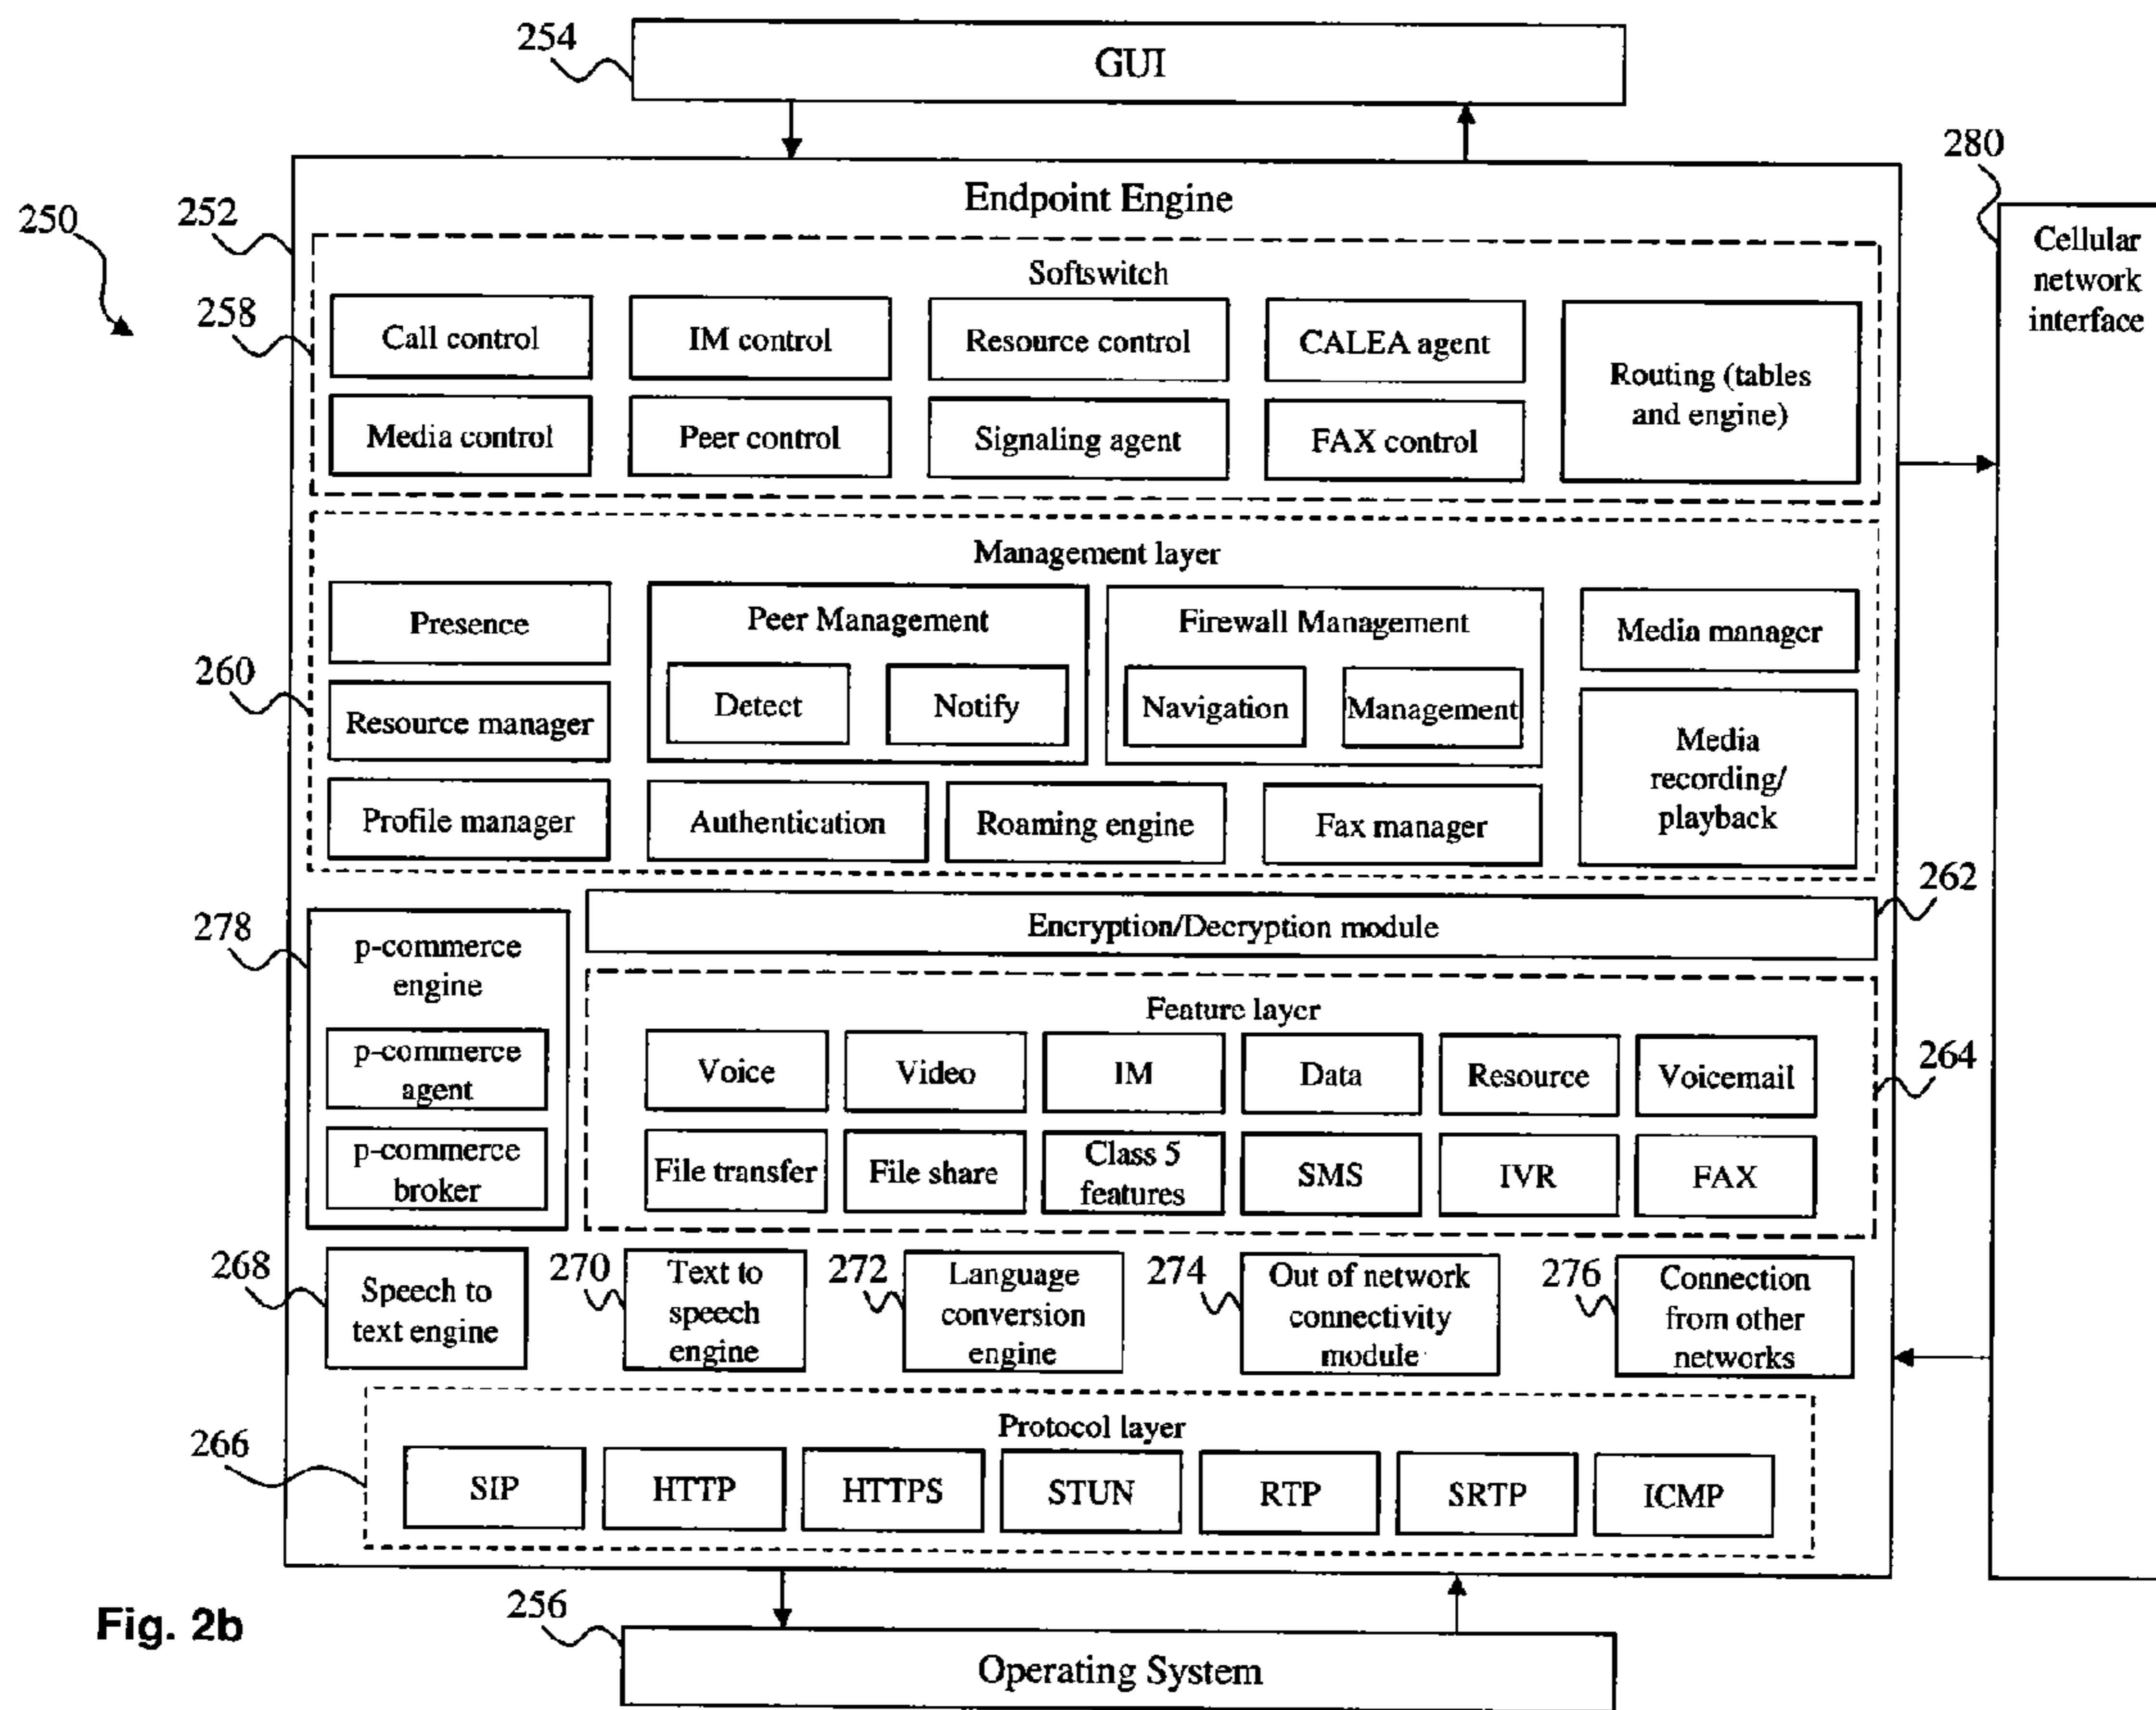 254
GUI
280
250
252
Endpoint Engine
Cellular
network
interface
258
Softswitch
Call control
IM control
Resource control
CALEA agent
Routing (tables
and engine)
Media control
Peer control
Signaling agent
FAX control
Management layer
260
Presence
Peer Management
Firewall Management
Media manager
Detect
Notify
Navigation
Management
Resource manager
Media
recording/
playback
Profile manager
Authentication
Roaming engine
Fax manager
262
278
p-commerce
engine
Encryption/Decryption module
Feature layer
264
p-commerce
agent
Voice
Video
IM
Data
Resource
Voicemail
p-commerce
broker
File transfer
File share
Class 5
features
SMS
IVR
FAX
268
Speech to
text engine
270
Text to
speech
engine
272
Language
conversion
engine
274
Out of network
connectivity
module
276
Connection
from other
networks
266
Protocol layer
SIP
HTTP
HTTPS
STUN
RTP
SRTP
ICMP
Fig. 2b
256
Operating System